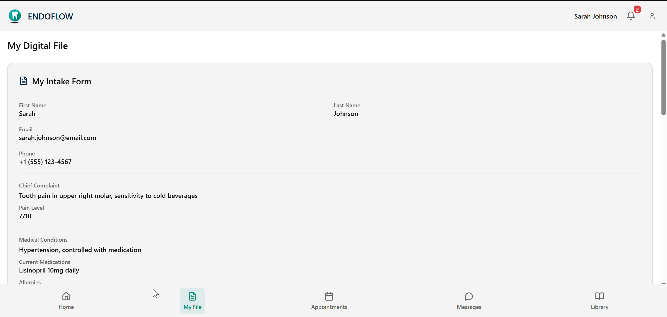 ENDOFLOW
Sarah Johnson
My Digital File
My Intake Form
First Name
Last Name
Sarah
Johnson
Email
sarah.johnson@email.com
Phone
+1 (555) 123-4567
Chief Complaint
Tooth pain in upper right molar, sensitivity to cold beverages
Pain Level
7/10
Medical Conditions
Hypertension, controlled with medication
Current Medications
Lisinopril 10mg daily
Allergies
Home
My File
Appointments
Messages
Library